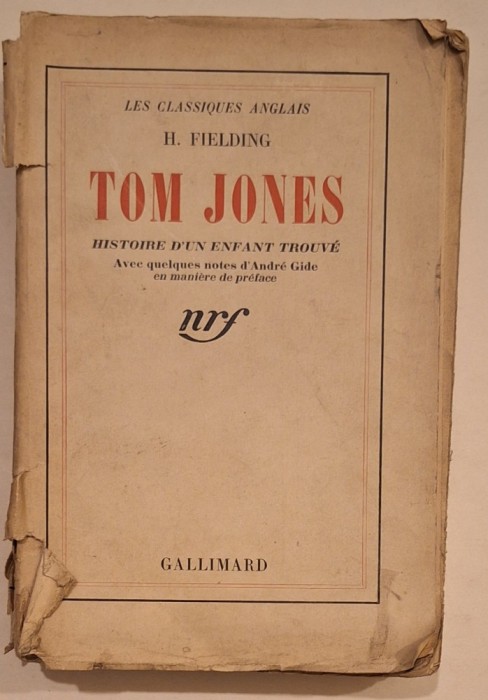 LES CLASSIQUES ANGLAIS
H. FIELDING
TOM JONES
HISTOIRE D'UN ENFANT TROUVÉ
Avec quelques notes d'André Gide
en manière de préface
nrf
GALLIMARD